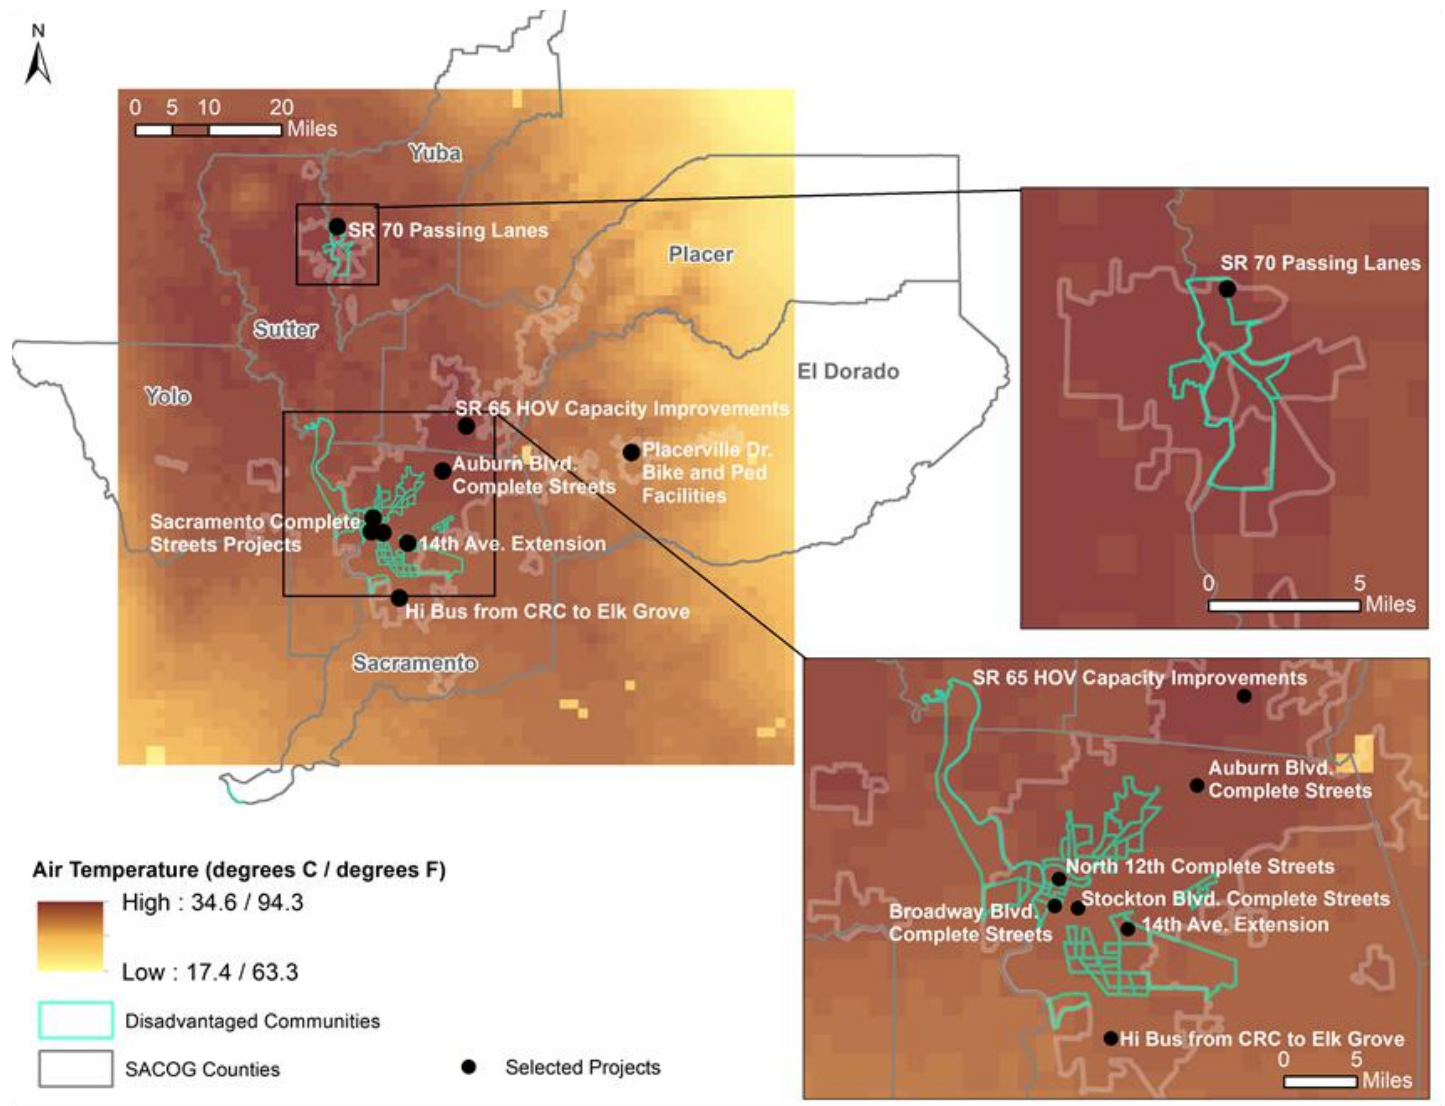 N
0 5 10 20
Miles
Yuba
SR 70 Passing Lanes
Placer
Sutter
El Dorado
Yolo
SR 65 HOV Capacity Improvements
Auburn Blvd.
Complete Streets
Placerville Dr.
Bike and Ped
Facilities
Sacramento Complete
Streets Projects
14th Ave. Extension
Hi Bus from CRC to Elk Grove
Sacramento
SR 70 Passing Lanes
0 5
Miles
SR 65 HOV Capacity Improvements
Auburn Blvd.
Complete Streets
North 12th Complete Streets
Stockton Blvd. Complete Streets
Broadway Blvd.
Complete Streets
14th Ave. Extension
Hi Bus from CRC to Elk Grove
0 5
Miles
Air Temperature (degrees C / degrees F)
High : 34.6 / 94.3
Low : 17.4 / 63.3
Disadvantaged Communities
SACOG Counties
Selected Projects